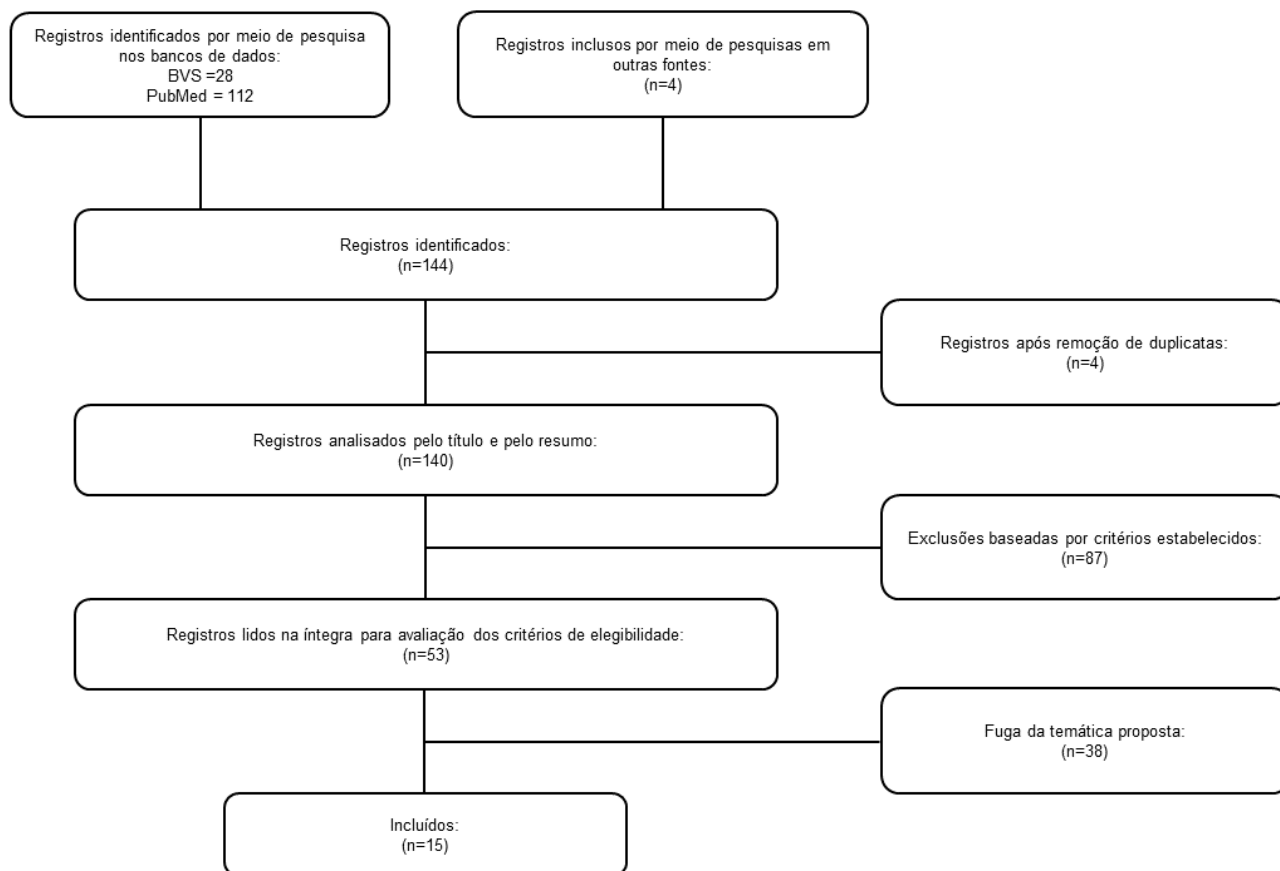 Registros identificados por meio de pesquisa
nos bancos de dados:
BVS =28
PubMed = 112
Registros inclusos por meio de pesquisas em
outras fontes:
(n=4)
Registros identificados:
(n=144)
Registros após remoção de duplicatas:
(n=4)
Registros analisados pelo título e pelo resumo:
(n=140)
Exclusões baseadas por critérios estabelecidos:
(n=87)
Registros lidos na íntegra para avaliação dos critérios de elegibilidade:
(n=53)
Fuga da temática proposta:
(n=38)
Incluídos:
(n=15)